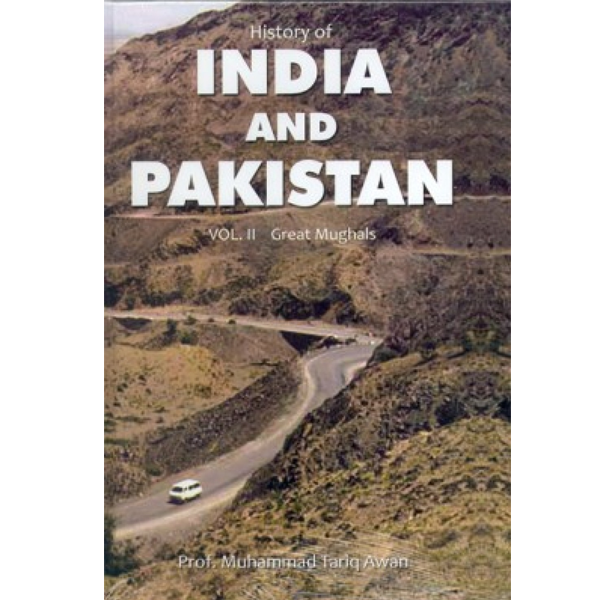 History of
INDIA
AND
PAKISTAN
VOL. II Great Mughals
Prof. Muhammad Tariq Awan